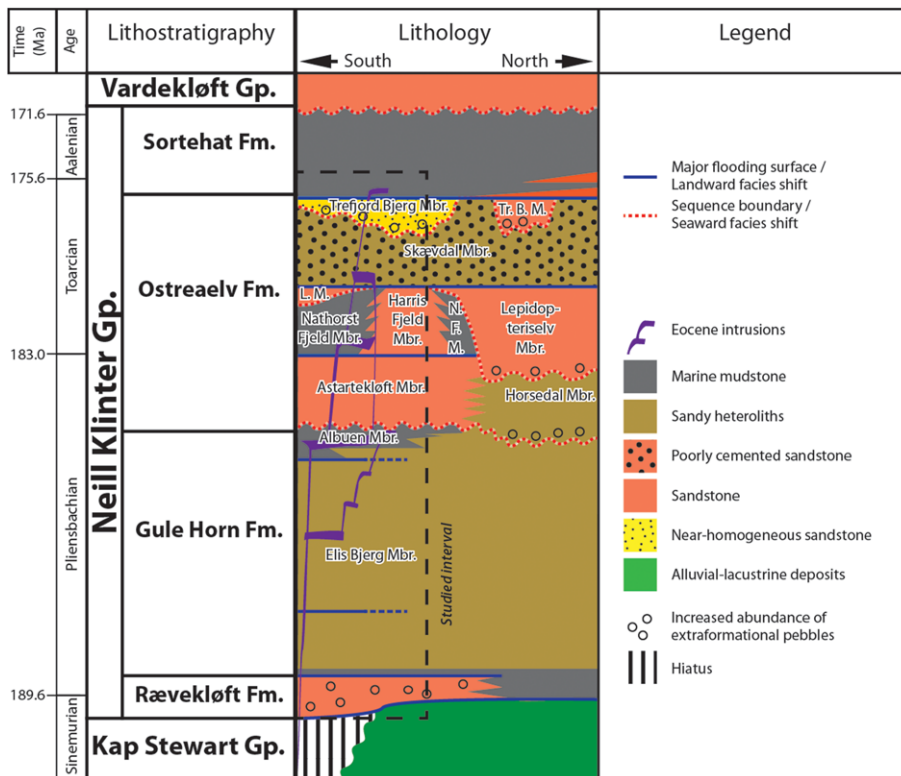 Time
(Ma)
Age
Lithostratigraphy
Lithology
South
North
Legend
171.6
175.6
183.0
189.6
Aalenian
Toarcian
Pliensbachian
Sinemurian
Vardekløft Gp.
Neill Klinter Gp.
Sortehat Fm.
Ostreaelv Fm.
Gule Horn Fm.
Rævekløft Fm.
Kap Stewart Gp.
Trefjord Bjerg Mbr.
Tr. B. M.
Skævdal Mbr.
L. M.
Nathorst
Fjeld Mbr.
Harris
Fjeld
Mbr.
N.
F.
M.
Lepidop-
teriselv
Mbr.
Astartekløft Mbr.
Horsedal Mbr.
Albuen Mbr.
Elis Bjerg Mbr.
Studied interval
Major flooding surface /
Landward facies shift
Sequence boundary /
Seaward facies shift
Eocene intrusions
Marine mudstone
Sandy heteroliths
Poorly cemented sandstone
Sandstone
Near-homogeneous sandstone
Alluvial-lacustrine deposits
Increased abundance of
extraformational pebbles
Hiatus